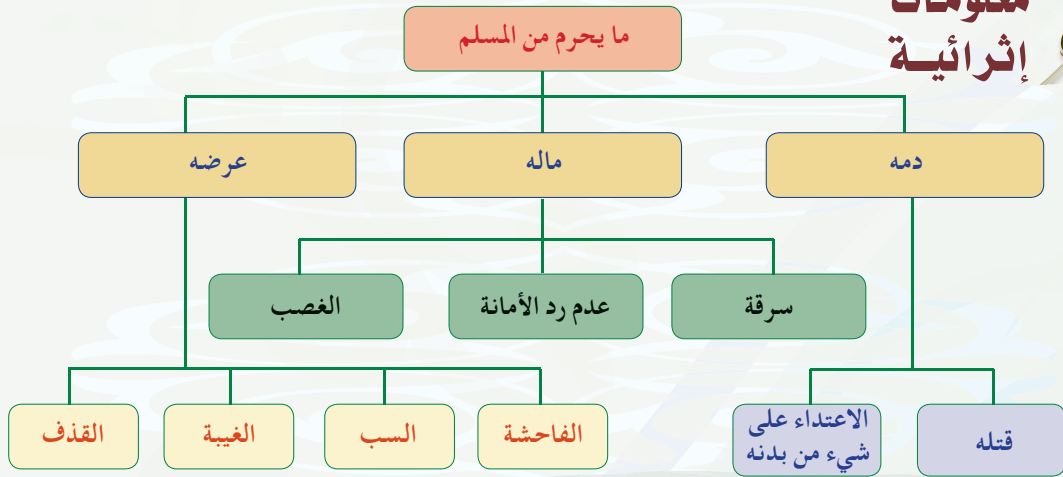 معلومات
إثرائية
ما يحرم من المسلم
دمه
ماله
عرضه
سرقة
عدم رد الأمانة
الغصب
قتله
الاعتداء على
شيء من بدنه
الفاحشة
السب
الغيبة
القذف